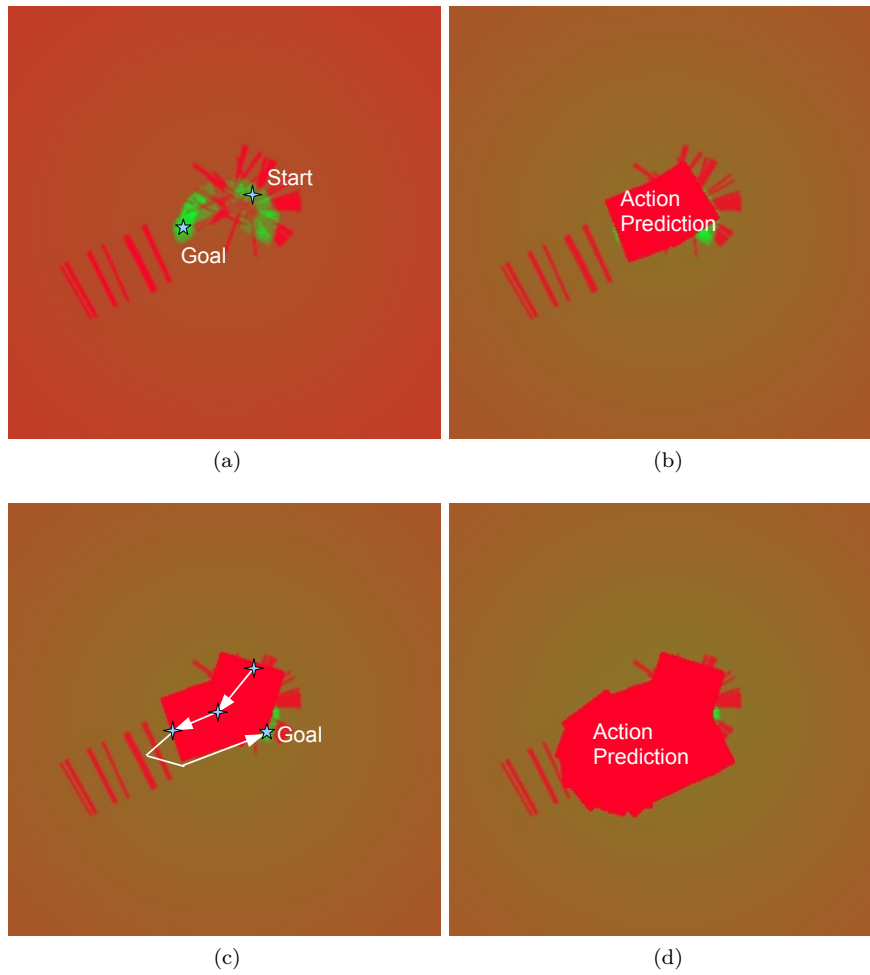 Start
Goal
Action
Prediction
(a)
(b)
Goal
Action
Prediction
(c)
(d)